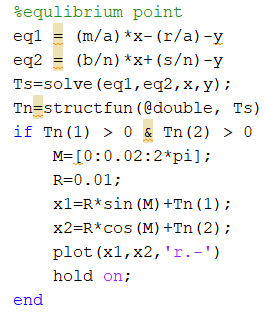 %equlibrium point
eq1 = (m/a)*x-(r/a)-y
eq2 = (b/n)*x+(s/n)-y
Ts=solve(eq1,eq2,x,y);
Tn=structfun(@double, Ts)
if Tn(1) > 0 & Tn(2) > 0
    M=[0:0.02:2*pi];
    R=0.01;
    x1=R*sin(M)+Tn(1);
    x2=R*cos(M)+Tn(2);
    plot(x1,x2,'r.-')
    hold on;
end